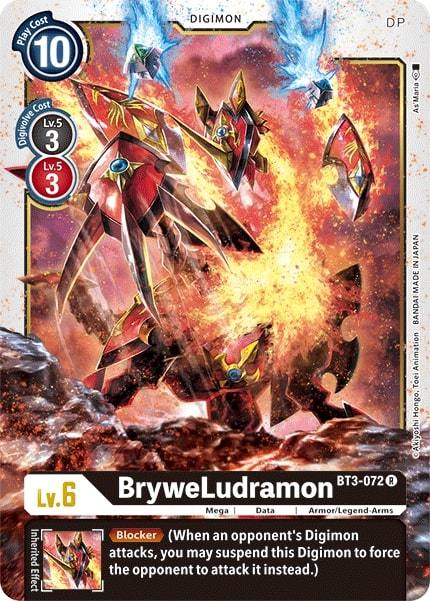 Play Cost
10
DIGIMON
DP
Digivolve Cost
Lv.5
3
Lv.5
3
As'Maria
©Akiyoshi Hongo, Toei Animation BANDAI MADE IN JAPAN
Lv.6
BryweLudramon
BT3-072 R
Mega | Data | Armor/Legend-Arms
Inherited Effect
Blocker (When an opponent's Digimon
attacks, you may suspend this Digimon to force
the opponent to attack it instead.)